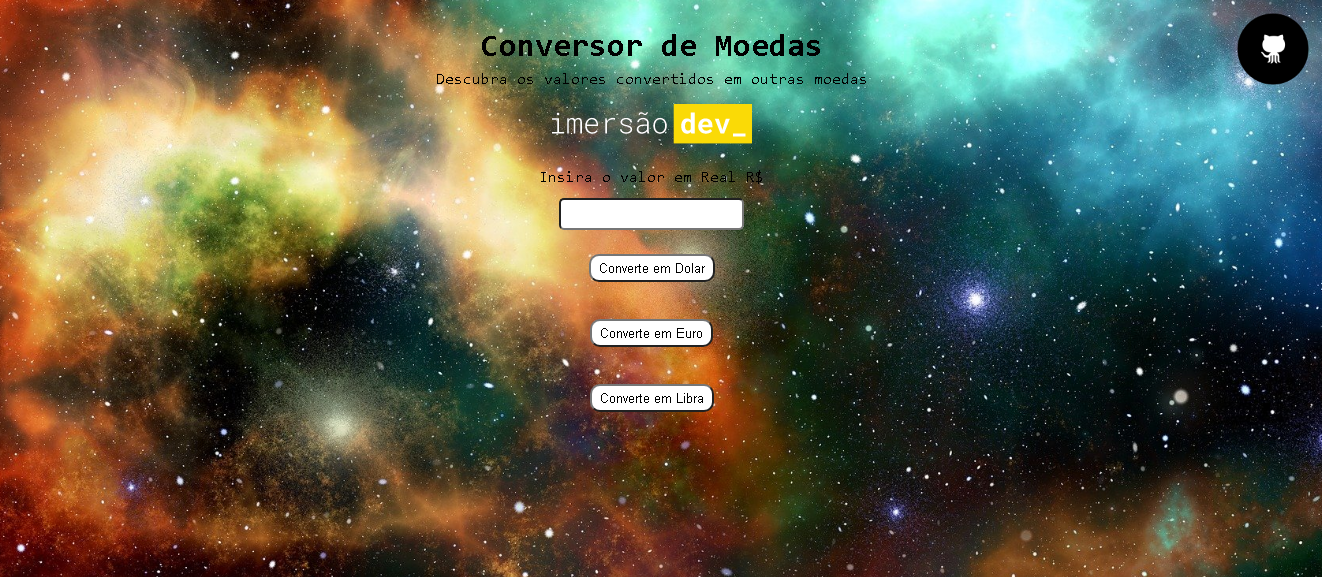 Conversor de Moedas
Descubra os valores convertidos em outras moedas
imersão dev_
Insira o valor em Real R$
Converte em Dolar
Converte em Euro
Converte em Libra